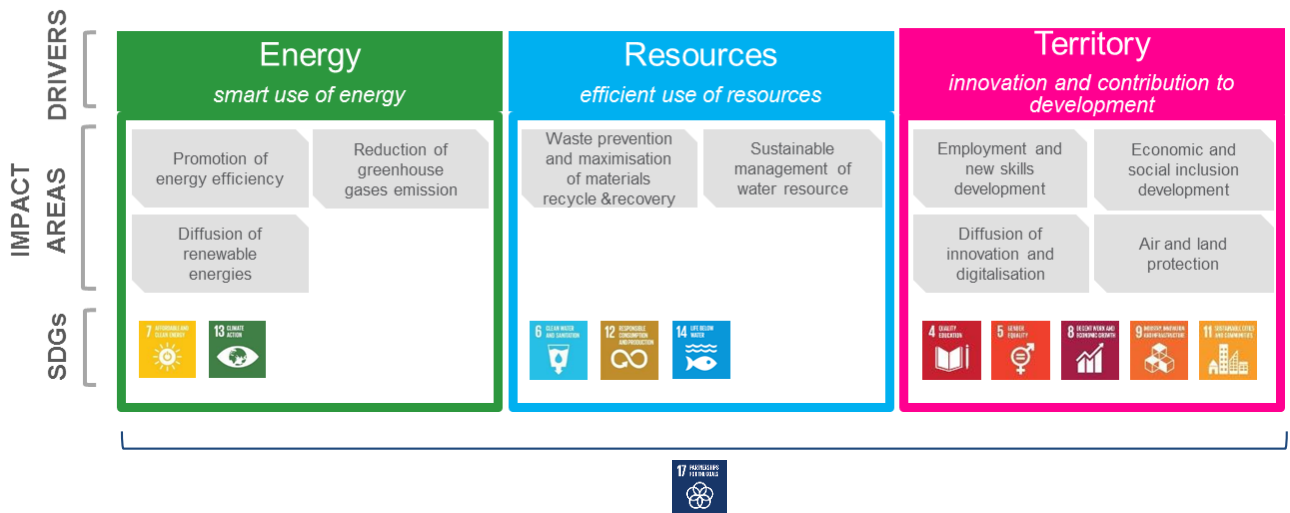 DRIVERS
Energy
smart use of energy
Resources
efficient use of resources
Territory
innovation and contribution to
development
IMPACT
AREAS
Promotion of
energy efficiency
Reduction of
greenhouse
gases emission
Diffusion of
renewable
energies
Waste prevention
and maximisation
of materials
recycle &recovery
Sustainable
management of
water resource
Employment and
new skills
development
Economic and
social inclusion
development
Diffusion of
innovation and
digitalisation
Air and land
protection
SDGs
7 AFFORDABLE AND
CLEAN ENERGY
13 CLIMATE
ACTION
6 CLEAN WATER
AND SANITATION
12 RESPONSIBLE
CONSUMPTION
AND PRODUCTION
14 LIFE BELOW
WATER
4 QUALITY
EDUCATION
5 GENDER
EQUALITY
8 DECENT WORK AND
ECONOMIC GROWTH
9 INDUSTRY, INNOVATION
AND INFRASTRUCTURE
11 SUSTAINABLE CITIES
AND COMMUNITIES
17 PARTNERSHIPS
FOR THE GOALS